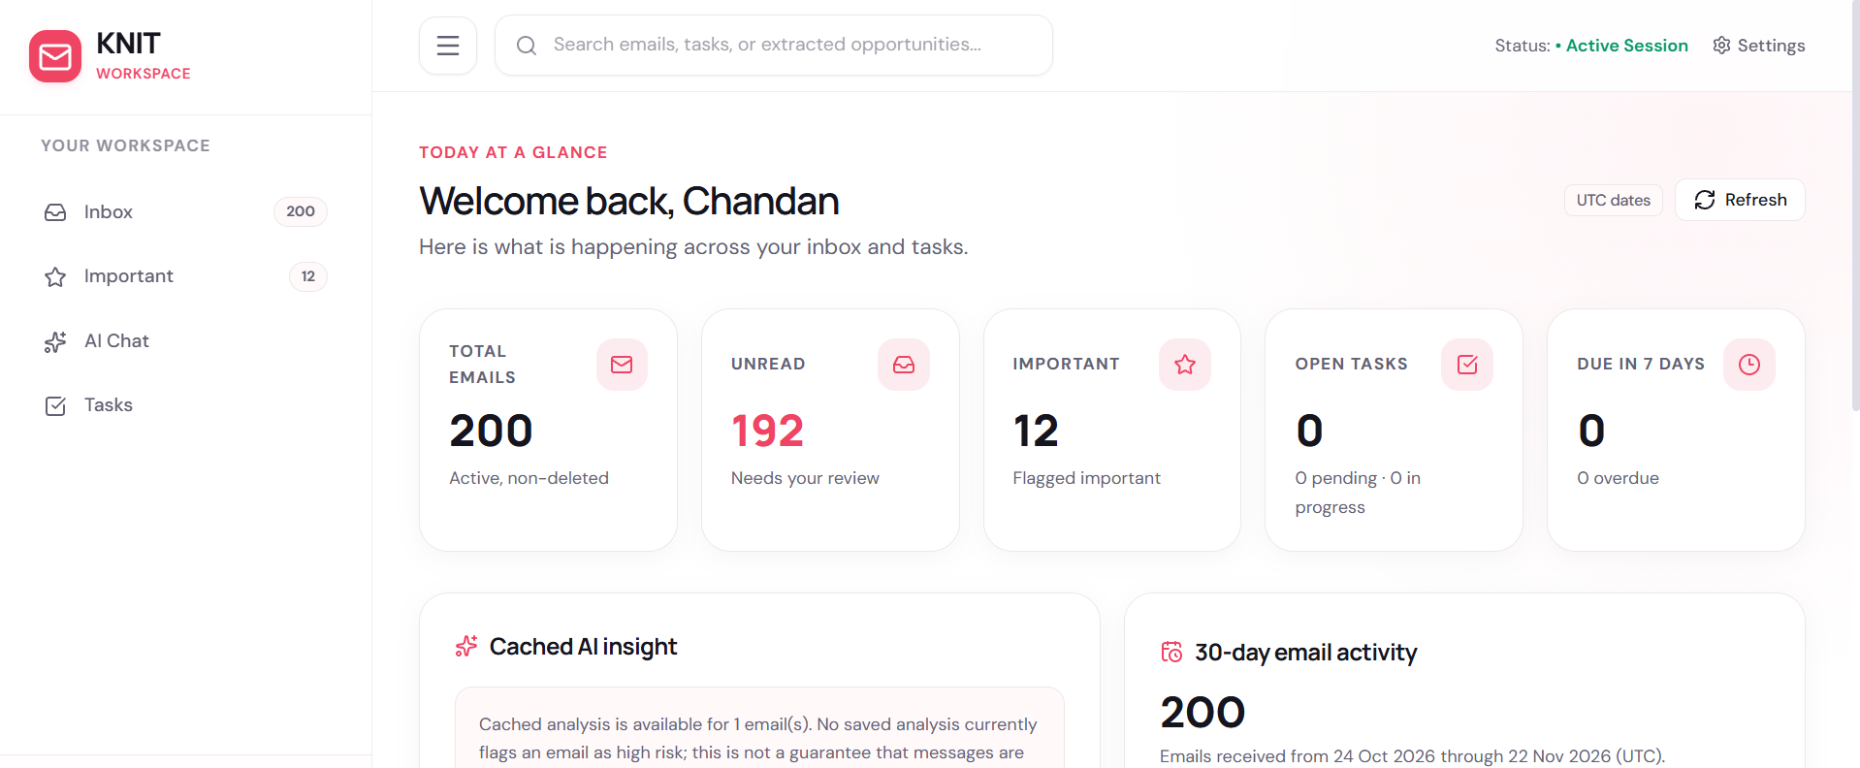 KNIT
WORKSPACE
YOUR WORKSPACE
Inbox 200
Important 12
AI Chat
Tasks
Search emails, tasks, or extracted opportunities...
Status: • Active Session
Settings
TODAY AT A GLANCE
Welcome back, Chandan
Here is what is happening across your inbox and tasks.
UTC dates
Refresh
TOTAL
EMAILS
200
Active, non-deleted
UNREAD
192
Needs your review
IMPORTANT
12
Flagged important
OPEN TASKS
0
0 pending · 0 in
progress
DUE IN 7 DAYS
0
0 overdue
Cached AI insight
Cached analysis is available for 1 email(s). No saved analysis currently
flags an email as high risk; this is not a guarantee that messages are
30-day email activity
200
Emails received from 24 Oct 2026 through 22 Nov 2026 (UTC).